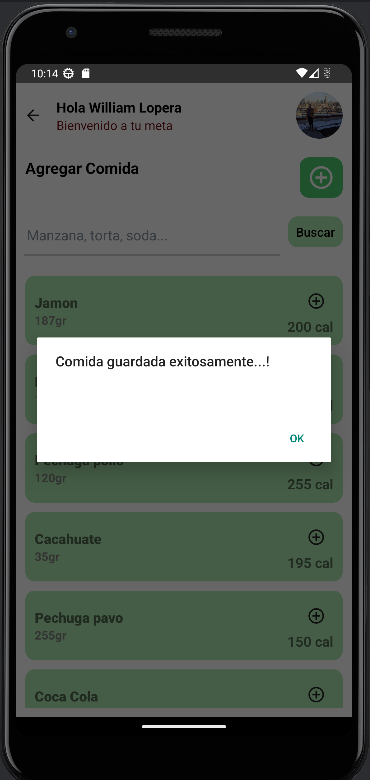 10:14
Hola William Lopera
Bienvenido a tu meta
Agregar Comida
Manzana, torta, soda...
Buscar
Jamon
187gr
200 cal
Comida guardada exitosamente...!
OK
Pechuga pollo
120gr
255 cal
Cacahuate
35gr
195 cal
Pechuga pavo
255gr
150 cal
Coca Cola